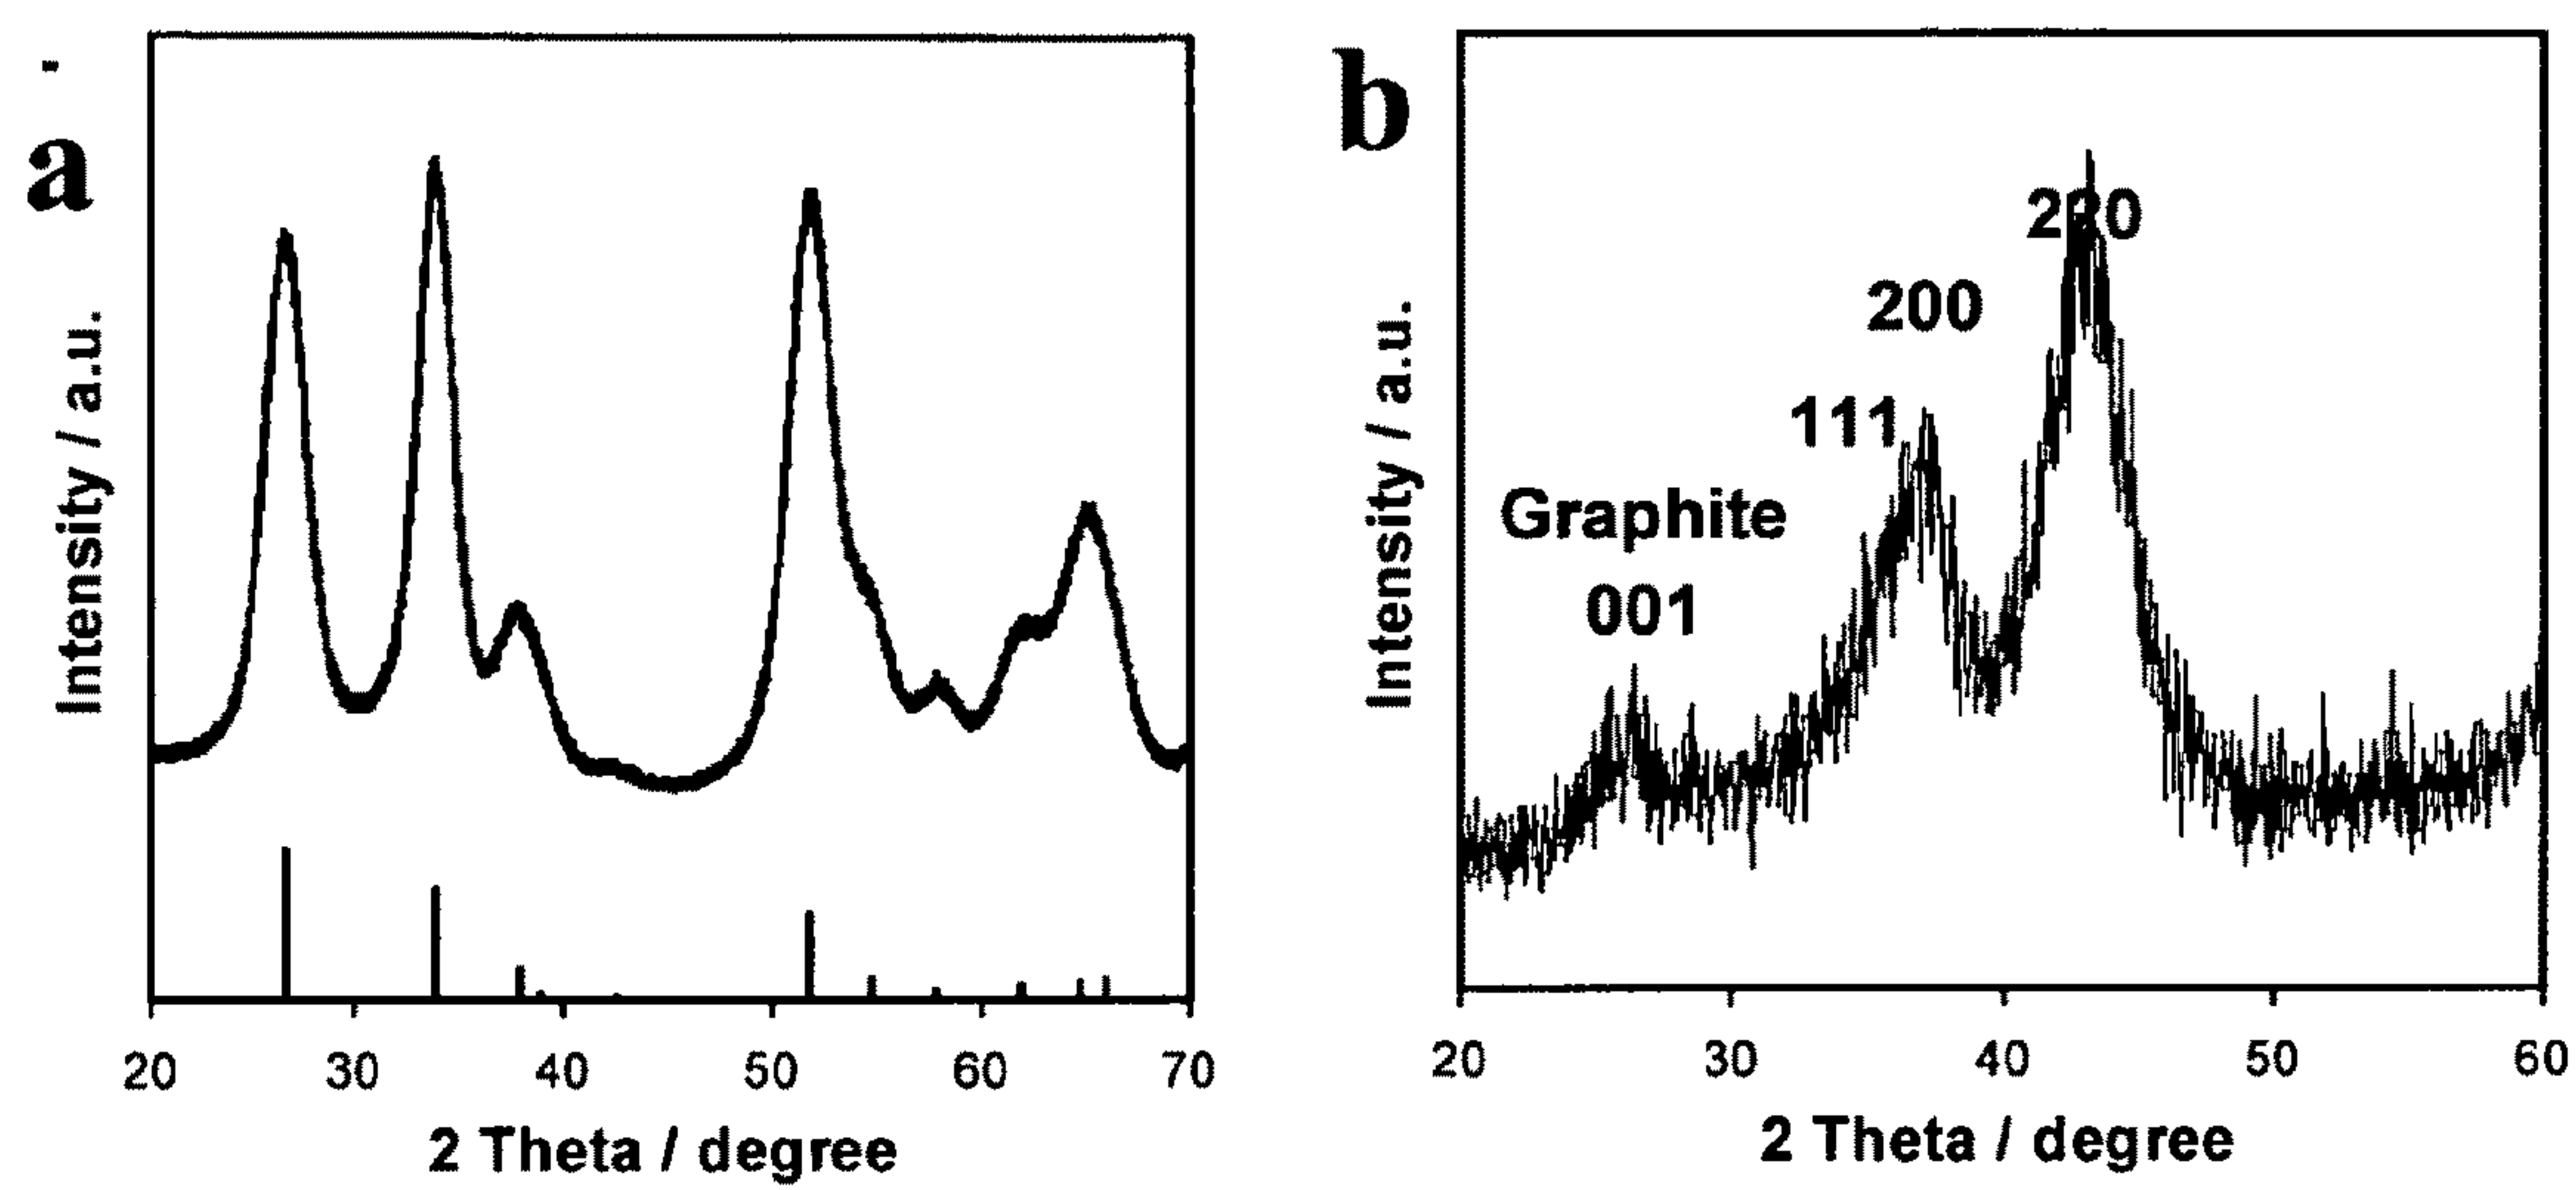 a
Intensity / a.u.
20 30 40 50 60 70
2 Theta / degree
b
Intensity / a.u.
220
200
111
Graphite
001
20 30 40 50 60
2 Theta / degree